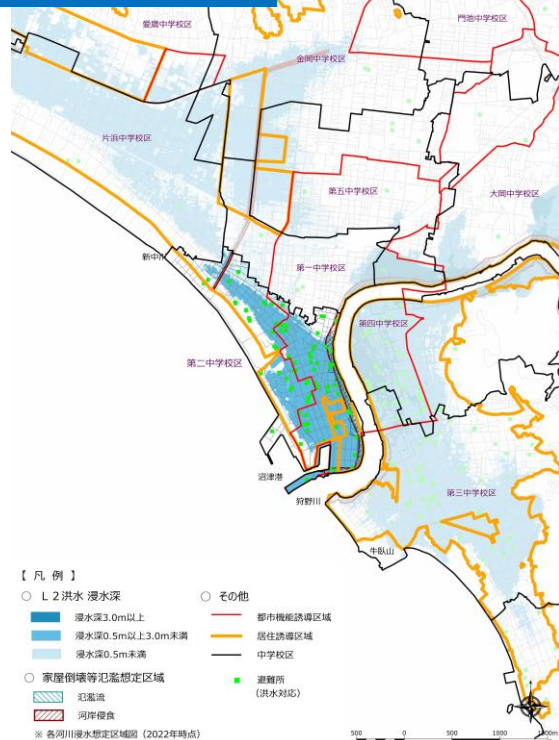 愛鷹中学校区
門池中学校区
金岡中学校区
片浜中学校区
第五中学校区
大岡中学校区
新中川
第一中学校区
第四中学校区
第二中学校区
沼津港
狩野川
第三中学校区
牛臥山
【 凡 例 】
○ L2洪水 浸水深
浸水深3.0m以上
浸水深0.5m以上3.0m未満
浸水深0.5m未満
○ 家屋倒壊等氾濫想定区域
氾濫流
河岸侵食
※ 各河川浸水想定区域図（2022年時点）
○ その他
都市機能誘導区域
居住誘導区域
中学校区
避難所
（洪水対応）
500 0 500 1000 1500m